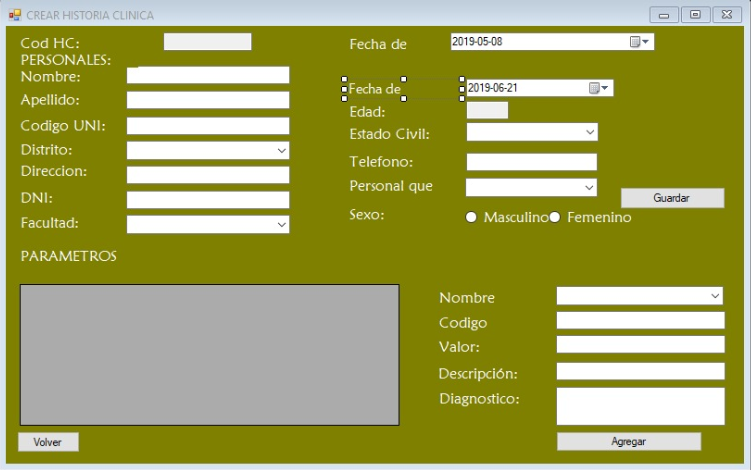 CREAR HISTORIA CLINICA
Cod HC:
Fecha de
2019-05-08
PERSONALES:
Nombre:
Fecha de
2019-06-21
Apellido:
Edad:
Codigo UNI:
Estado Civil:
Distrito:
Telefono:
Direccion:
Personal que
DNI:
Guardar
Facultad:
Sexo:
Masculino
Femenino
PARAMETROS
Nombre
Codigo
Valor:
Descripción:
Diagnostico:
Volver
Agregar